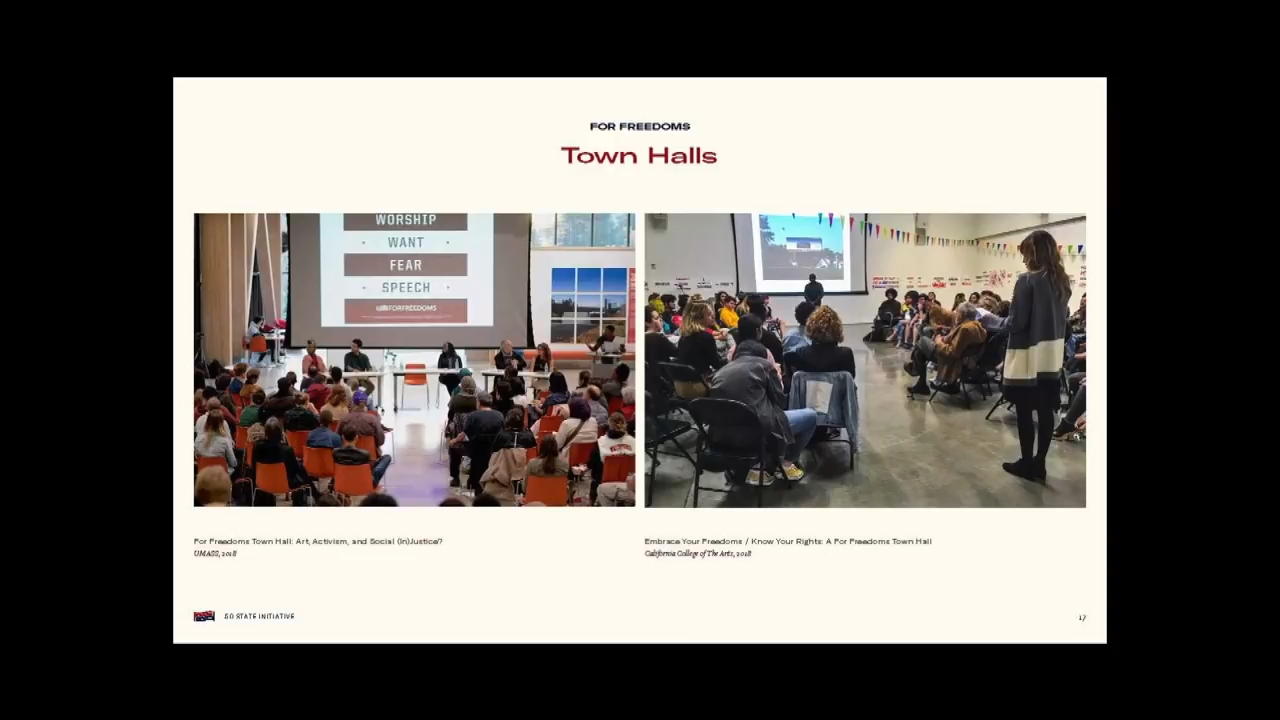 FOR FREEDOMS
Town Halls
WORSHIP
WANT
FEAR
SPEECH
FORFREEDOMS
For Freedoms Town Hall: Art, Activism, and Social (In)Justice?
UMASS, 2018
Embrace Your Freedoms / Know Your Rights: A For Freedoms Town Hall
California College of The Arts, 2018
50 STATE INITIATIVE
17